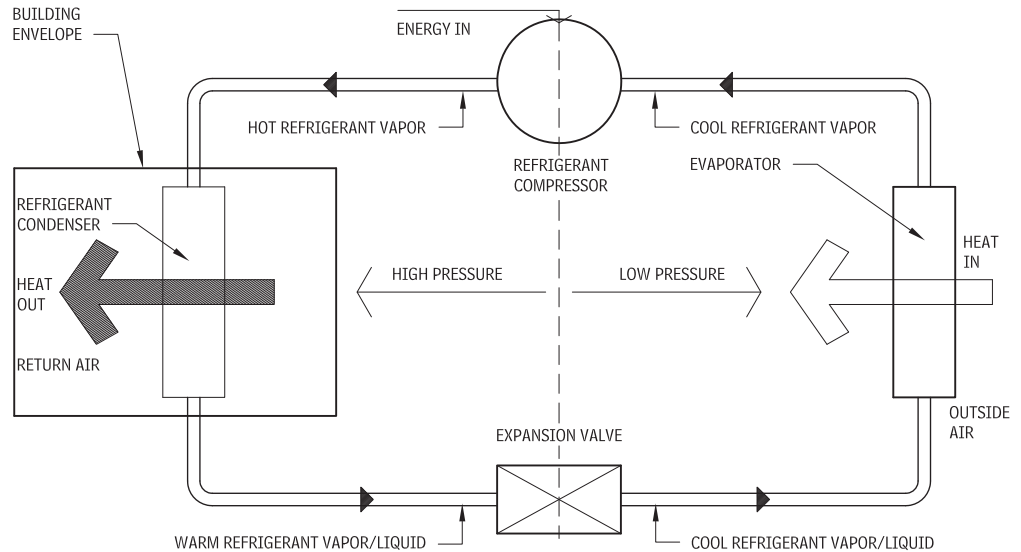 BUILDING
ENVELOPE
ENERGY IN
HOT REFRIGERANT VAPOR
COOL REFRIGERANT VAPOR
REFRIGERANT
COMPRESSOR
EVAPORATOR
REFRIGERANT
CONDENSER
HEAT
OUT
RETURN AIR
HIGH PRESSURE
LOW PRESSURE
HEAT
IN
OUTSIDE
AIR
EXPANSION VALVE
WARM REFRIGERANT VAPOR/LIQUID
COOL REFRIGERANT VAPOR/LIQUID